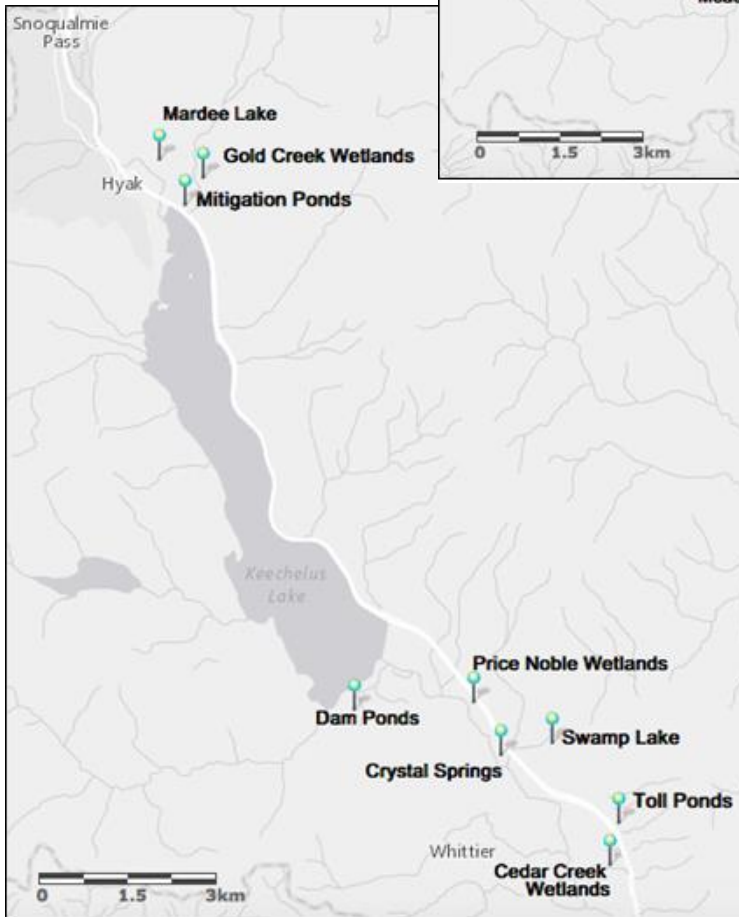 Snoqualmie
Pass
Mardee Lake
Gold Creek Wetlands
Hyak
Mitigation Ponds
0 1.5 3km
Keechelus
Lake
Price Noble Wetlands
Dam Ponds
Swamp Lake
Crystal Springs
Toll Ponds
Whittier
Cedar Creek
Wetlands
0 1.5 3km